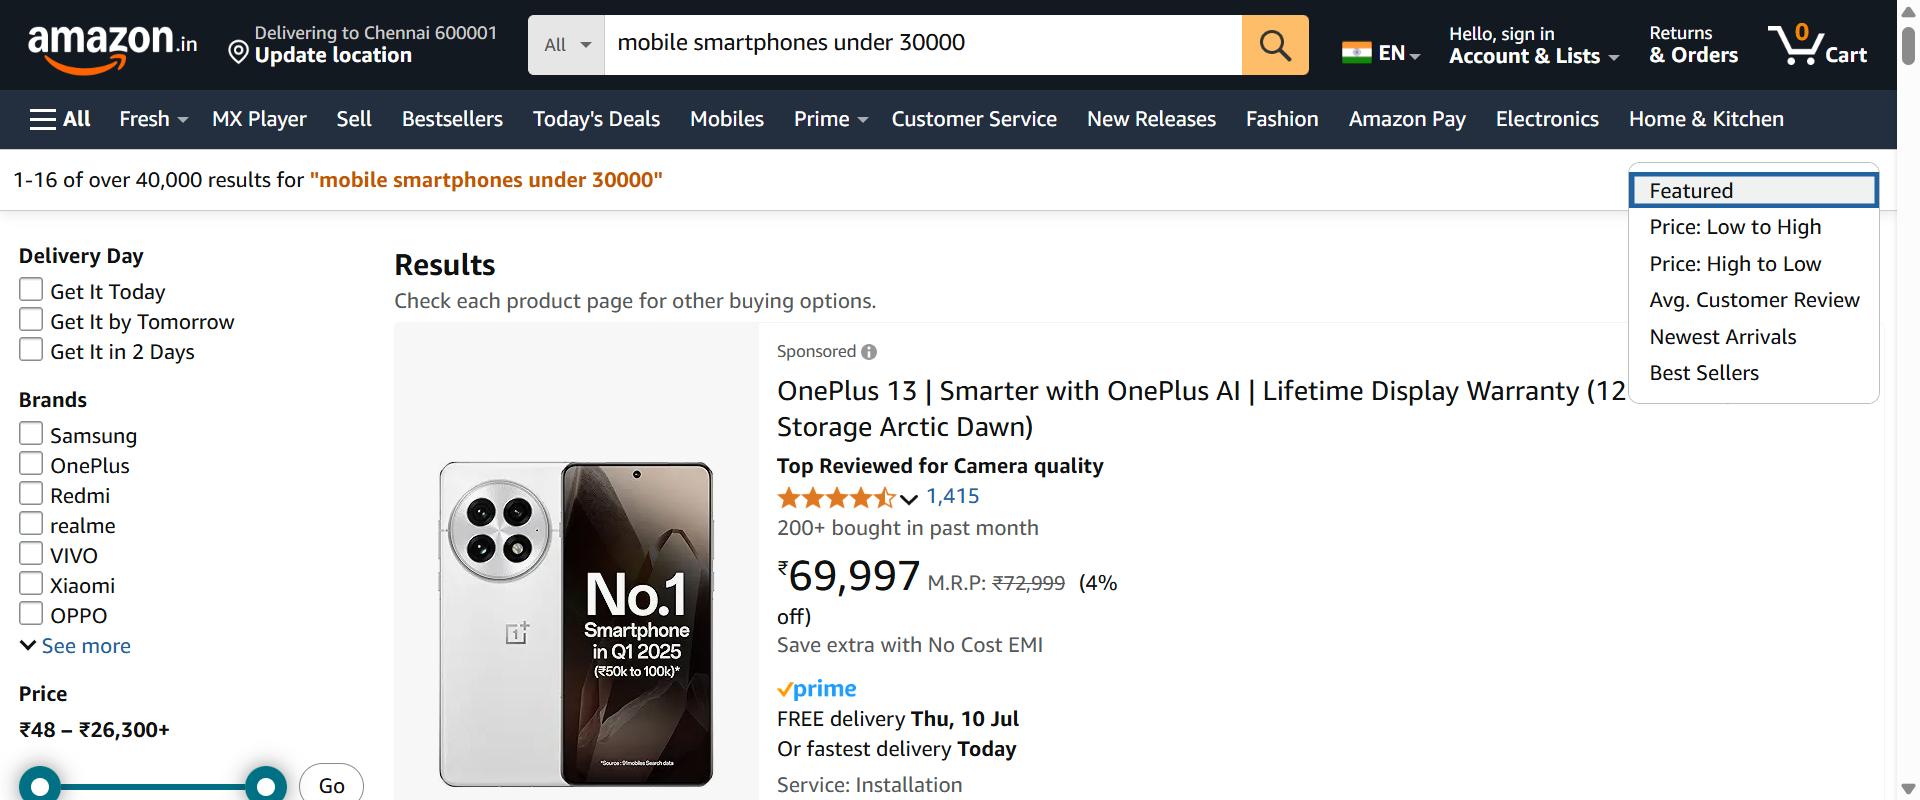 amazon.in
Delivering to Chennai 600001
Update location
All
mobile smartphones under 30000
EN
Hello, sign in
Account & Lists
Returns
& Orders
0
Cart
All
Fresh
MX Player
Sell
Bestsellers
Today's Deals
Mobiles
Prime
Customer Service
New Releases
Fashion
Amazon Pay
Electronics
Home & Kitchen
1-16 of over 40,000 results for "mobile smartphones under 30000"
Featured
Price: Low to High
Price: High to Low
Avg. Customer Review
Newest Arrivals
Best Sellers
Delivery Day
Get It Today
Get It by Tomorrow
Get It in 2 Days
Brands
Samsung
OnePlus
Redmi
realme
VIVO
Xiaomi
OPPO
See more
Price
₹48 – ₹26,300+
Go
Results
Check each product page for other buying options.
No.1
Smartphone
in Q1 2025
(₹50k to 100k)*
*Source: 91mobiles Search data
Sponsored
OnePlus 13 | Smarter with OnePlus AI | Lifetime Display Warranty (12
Storage Arctic Dawn)
Top Reviewed for Camera quality
1,415
200+ bought in past month
₹69,997 M.R.P: ₹72,999 (4%
off)
Save extra with No Cost EMI
prime
FREE delivery Thu, 10 Jul
Or fastest delivery Today
Service: Installation